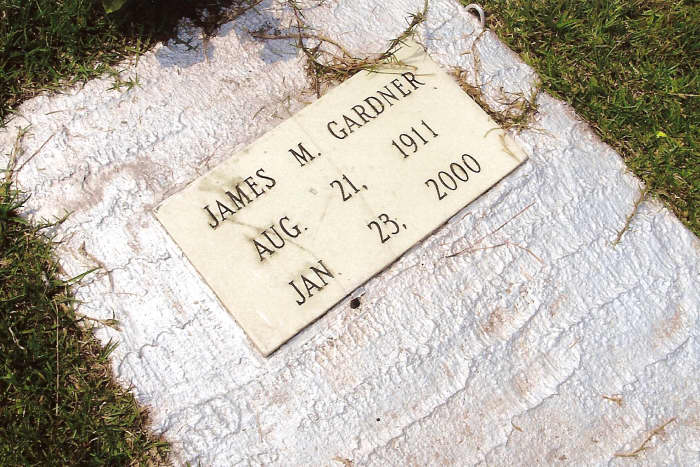 JAMES M. GARDNER
AUG. 21, 1911
JAN. 23, 2000